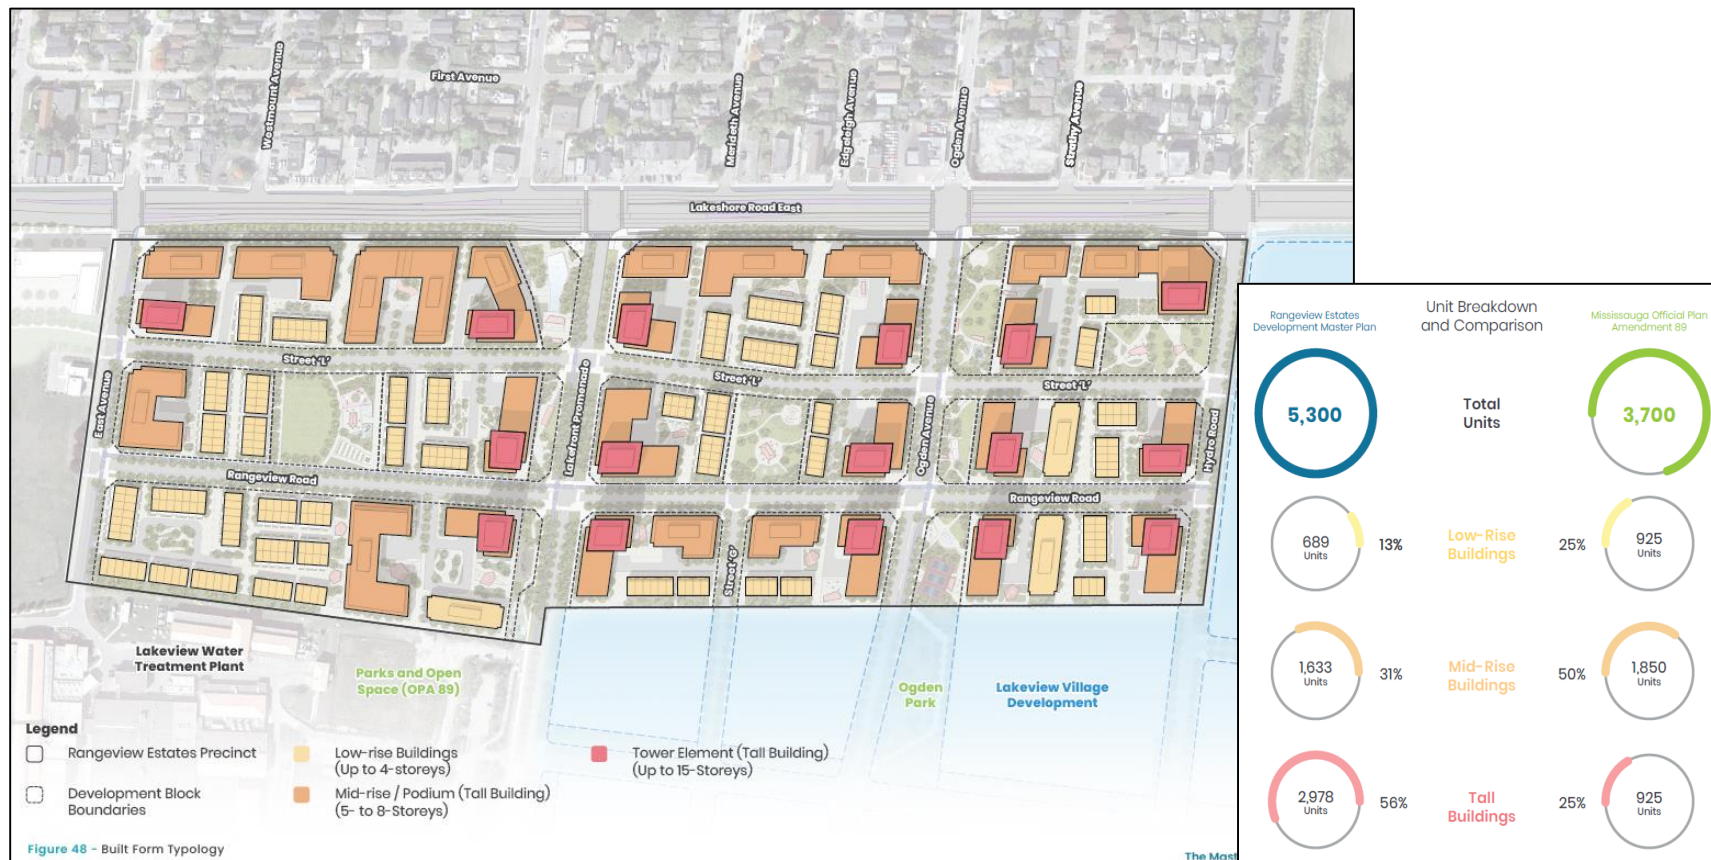 First Avenue
Westmount Avenue
Merideth Avenue
Edgeleigh Avenue
Ogden Avenue
Strathy Avenue
Lakeshore Road East
Street 'L'
Street 'L'
Street 'L'
East Avenue
Lakefront Promenade
Ogden Avenue
Hydro Road
Rangeview Road
Rangeview Road
Street 'G'
Lakeview Water
Treatment Plant
Parks and Open
Space (OPA 89)
Ogden
Park
Lakeview Village
Development
Legend
Rangeview Estates Precinct
Development Block
Boundaries
Low-rise Buildings
(Up to 4-storeys)
Mid-rise / Podium (Tall Building)
(5- to 8-Storeys)
Tower Element (Tall Building)
(Up to 15-Storeys)
Figure 48 - Built Form Typology
The Mast
Rangeview Estates
Development Master Plan
Unit Breakdown
and Comparison
Mississauga Official Plan
Amendment 89
5,300
Total
Units
3,700
689
Units
13%
Low-Rise
Buildings
25%
925
Units
1,633
Units
31%
Mid-Rise
Buildings
50%
1,850
Units
2,978
Units
56%
Tall
Buildings
25%
925
Units